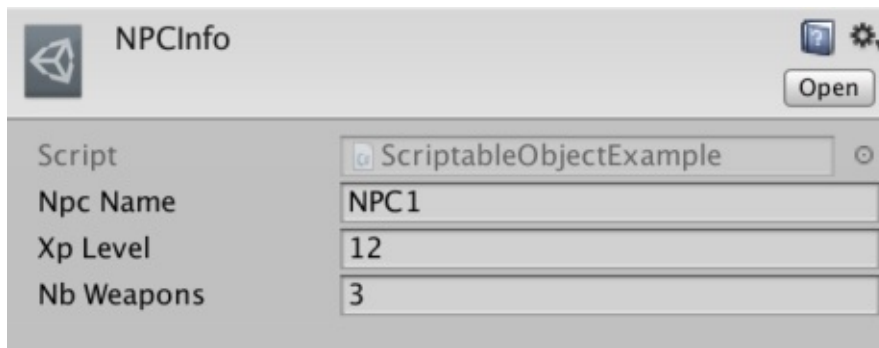 NPCInfo
Open
Script ScriptableObjectExample
Npc Name NPC1
Xp Level 12
Nb Weapons 3